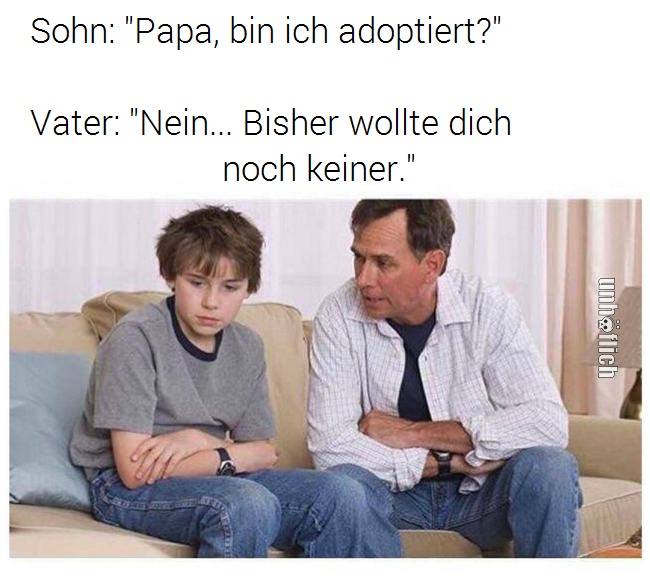 Sohn: "Papa, bin ich adoptiert?"
Vater: "Nein... Bisher wollte dich
noch keiner."
unhöflich